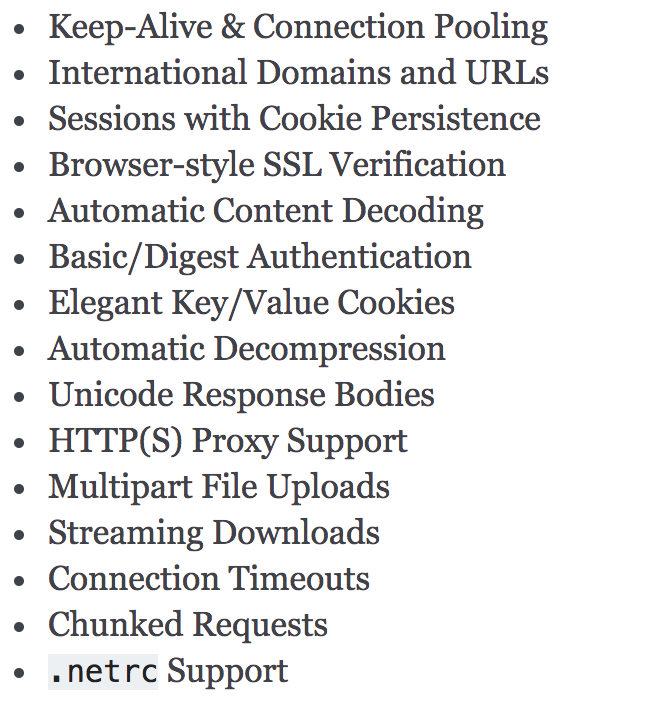 Keep-Alive & Connection Pooling
International Domains and URLs
Sessions with Cookie Persistence
Browser-style SSL Verification
Automatic Content Decoding
Basic/Digest Authentication
Elegant Key/Value Cookies
Automatic Decompression
Unicode Response Bodies
HTTP(S) Proxy Support
Multipart File Uploads
Streaming Downloads
Connection Timeouts
Chunked Requests
.netrc Support